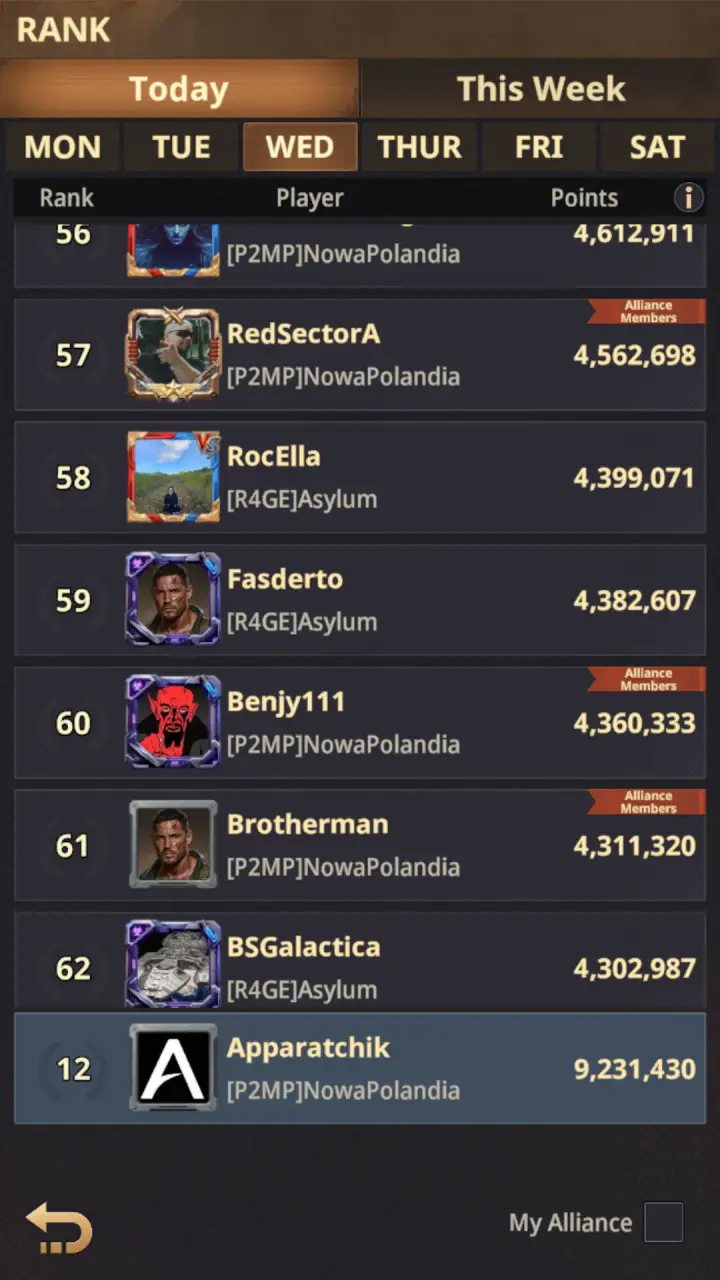 RANK
Today
This Week
MON
TUE
WED
THUR
FRI
SAT
Rank
Player
Points
56
[P2MP]NowaPolandia
4,612,911
57
RedSectorA
[P2MP]NowaPolandia
Alliance
Members
4,562,698
58
VS
RocElla
[R4GE]Asylum
4,399,071
59
Fasderto
[R4GE]Asylum
4,382,607
60
Benjy111
[P2MP]NowaPolandia
Alliance
Members
4,360,333
61
Brotherman
[P2MP]NowaPolandia
Alliance
Members
4,311,320
62
BSGalactica
[R4GE]Asylum
4,302,987
12
A
Apparatchik
[P2MP]NowaPolandia
9,231,430
My Alliance